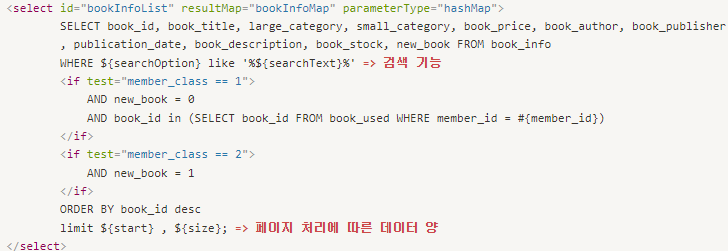 <select id="bookInfoList" resultMap="bookInfoMap" parameterType="hashMap">
SELECT book_id, book_title, large_category, small_category, book_price, book_author, book_publisher
, publication_date, book_description, book_stock, new_book FROM book_info
WHERE ${searchOption} like '%${searchText}%' => 검색 기능
<if test="member_class == 1">
AND new_book = 0
AND book_id in (SELECT book_id FROM book_used WHERE member_id = #{member_id})
</if>
<if test="member_class == 2">
AND new_book = 1
</if>
ORDER BY book_id desc
limit ${start} , ${size}; => 페이지 처리에 따른 데이터 양
</select>